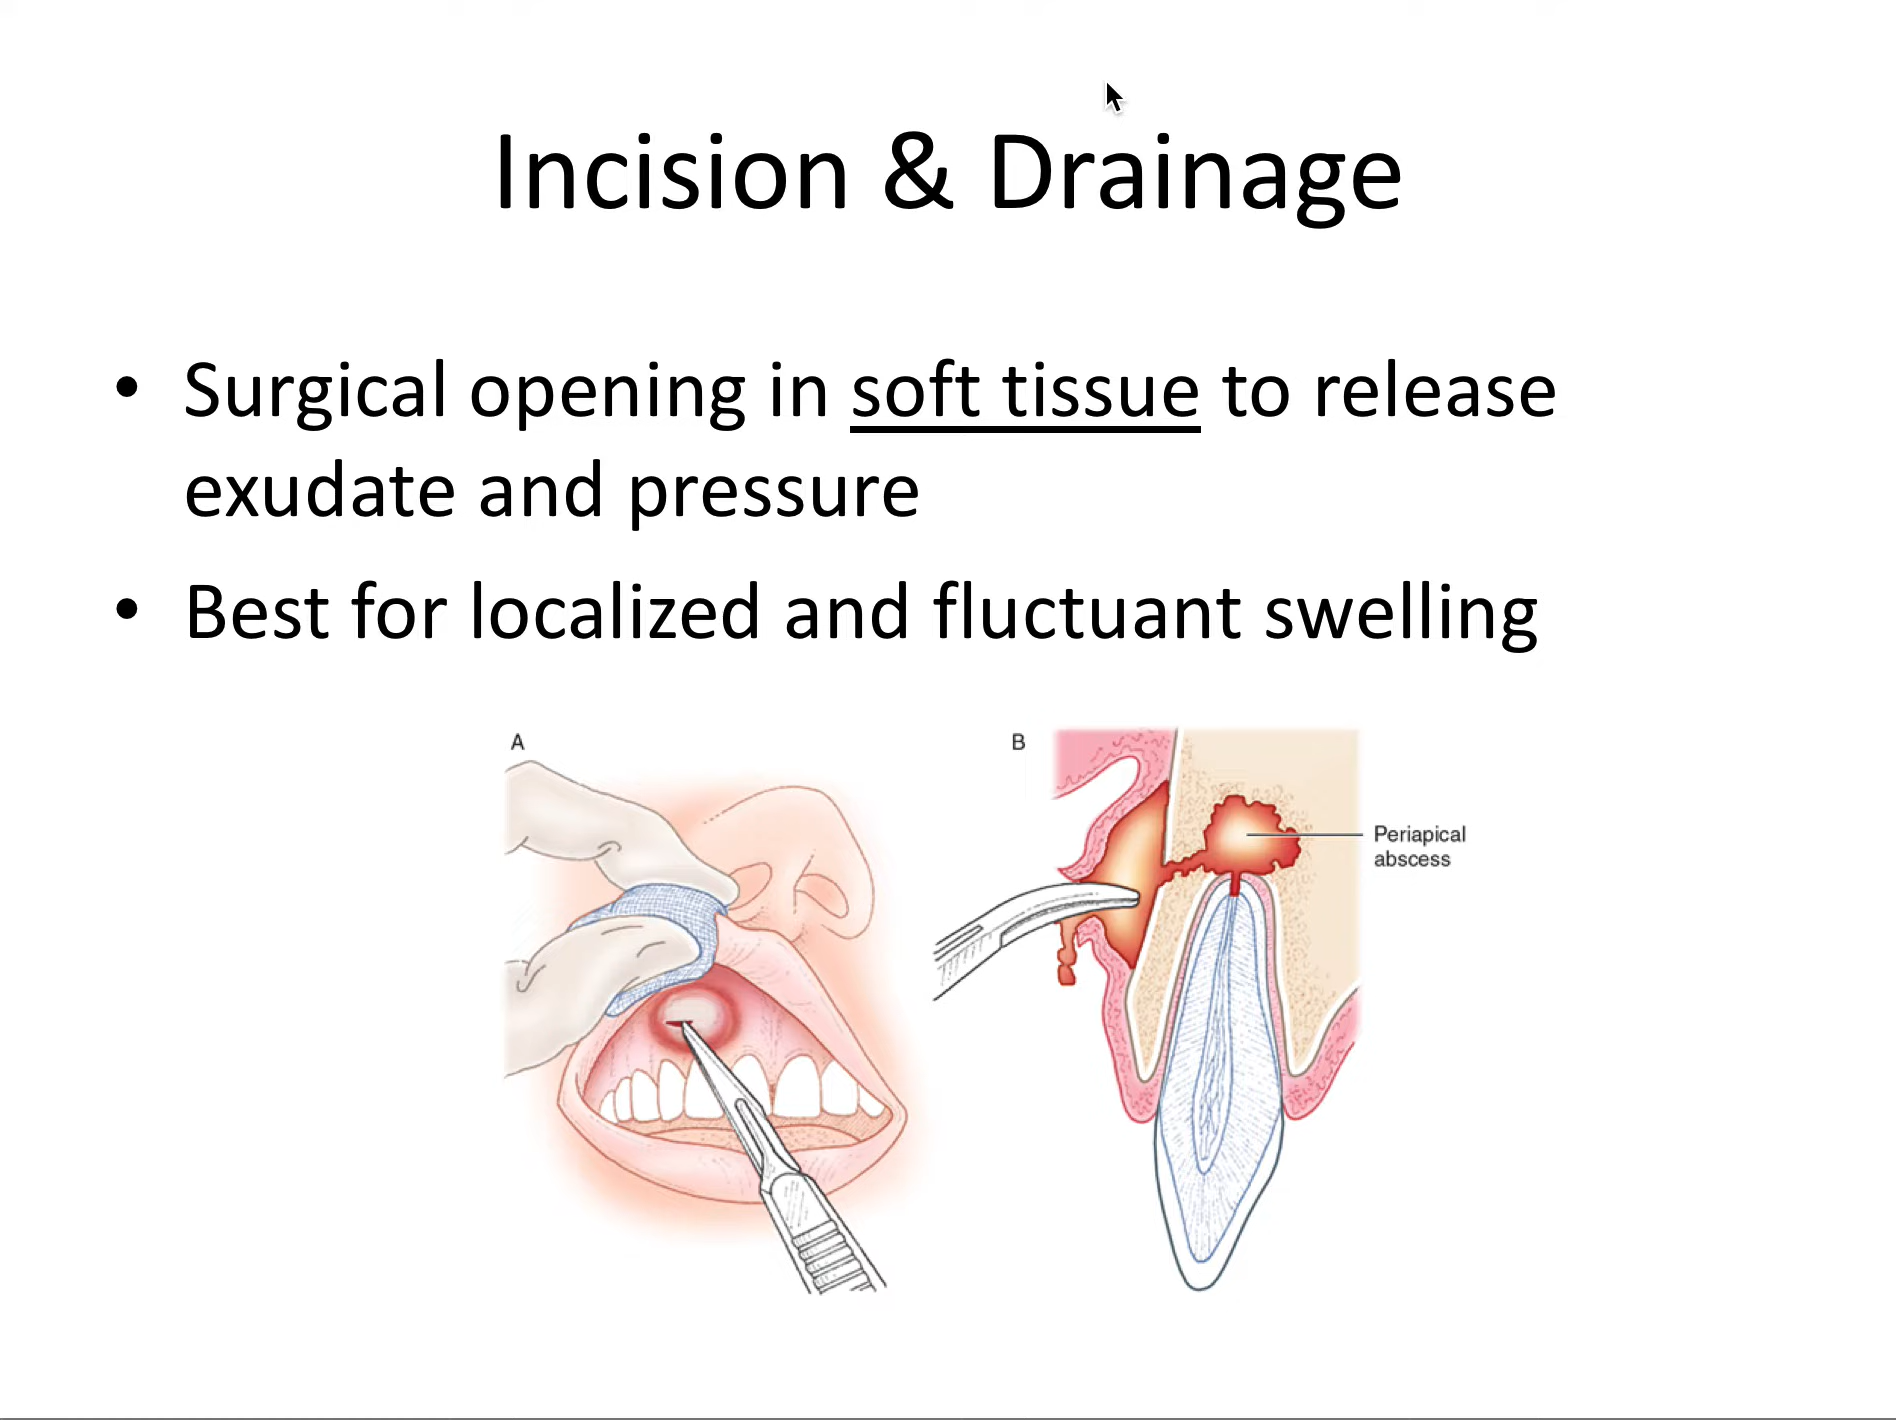 Incision & Drainage
• Surgical opening in soft tissue to release
exudate and pressure
• Best for localized and fluctuant swelling
A
B
Periapical
abscess